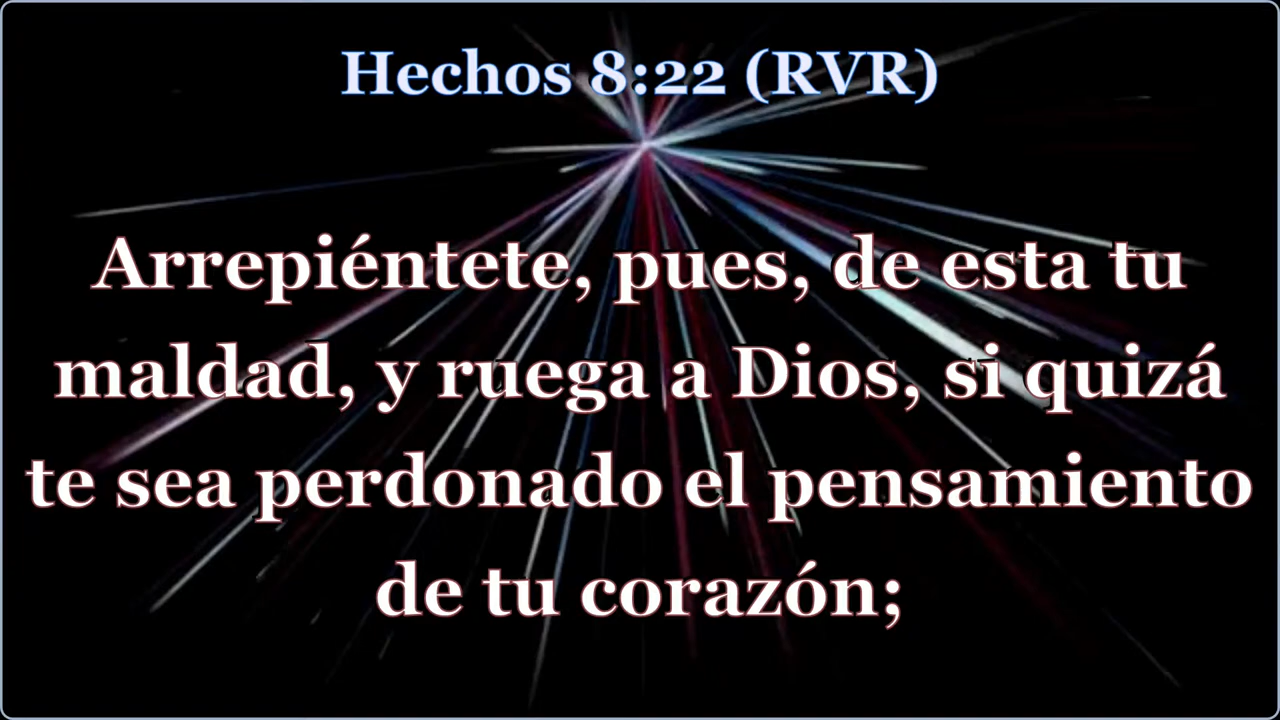 Hechos 8:22 (RVR)
Arrepiéntete, pues, de esta tu
maldad, y ruega a Dios, si quizá
te sea perdonado el pensamiento
de tu corazón;